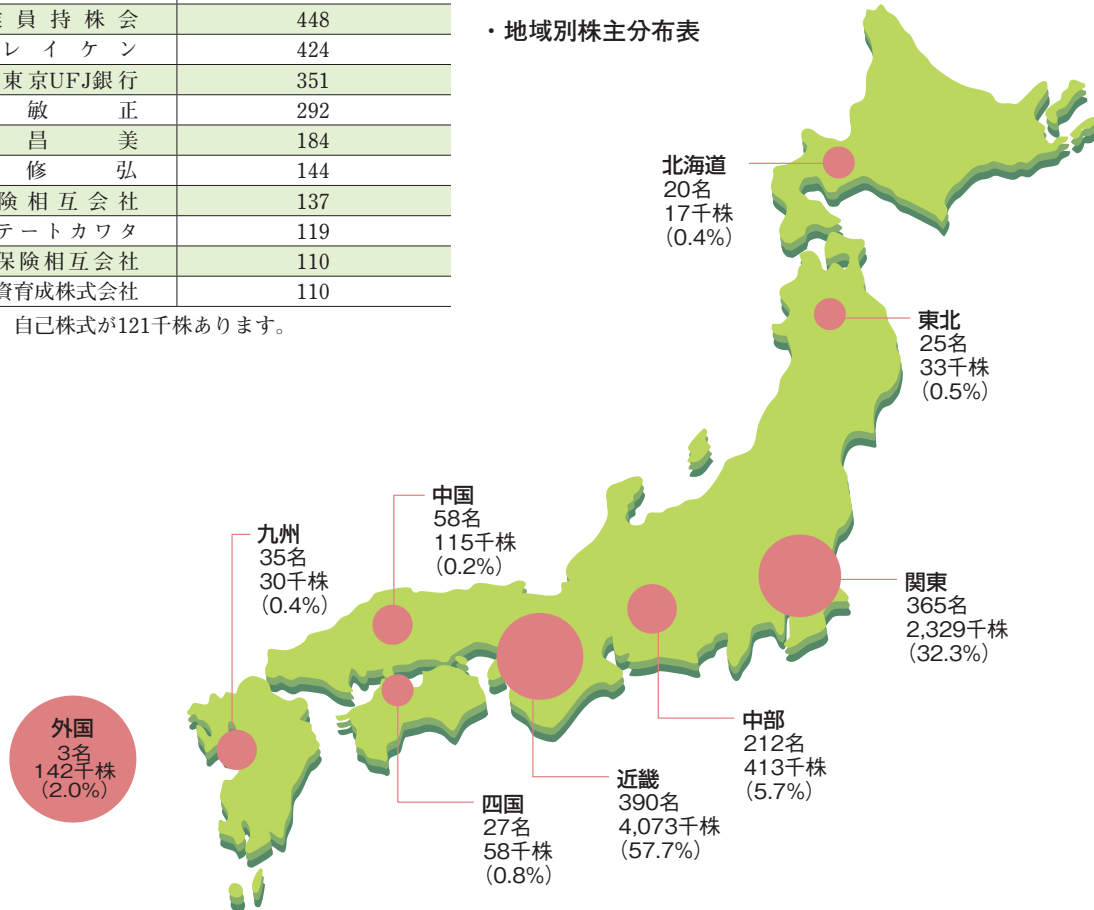 員持株会 448
レイケン 424
東京UFJ銀行 351
敏正 292
昌美 184
修弘 144
険相互会社 137
テートカワタ 119
保険相互会社 110
資育成株式会社 110
自己株式が121千株あります。
・地域別株主分布表
北海道
20名
17千株
(0.4%)
東北
25名
33千株
(0.5%)
中国
58名
115千株
(0.2%)
九州
35名
30千株
(0.4%)
関東
365名
2,329千株
(32.3%)
外国
3名
142千株
(2.0%)
中部
212名
413千株
(5.7%)
近畿
390名
4,073千株
(57.7%)
四国
27名
58千株
(0.8%)